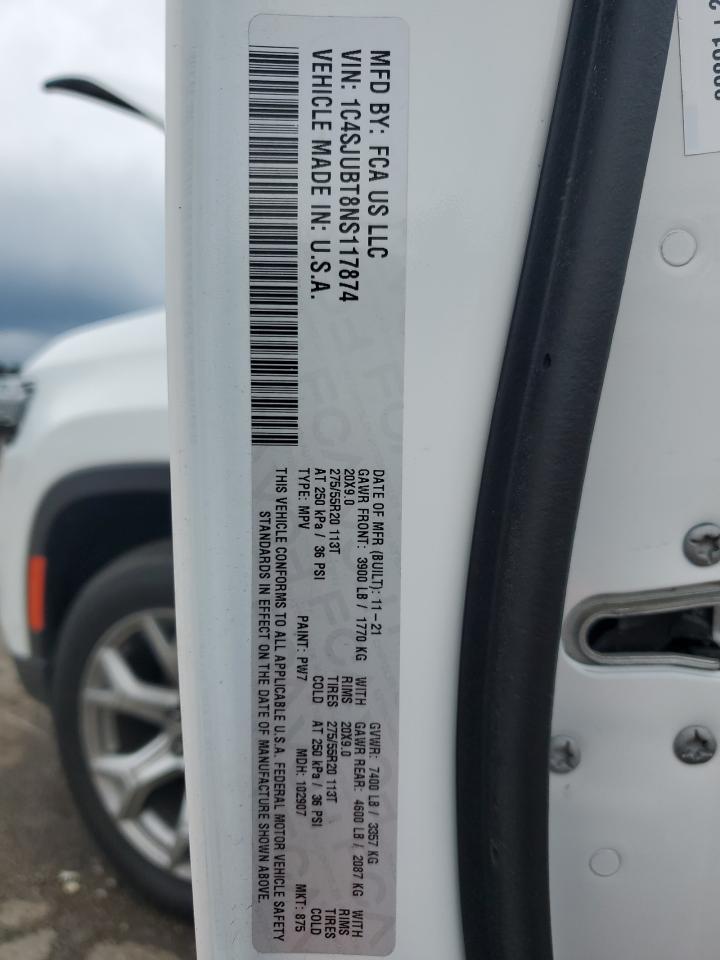 MFD BY: FCA US LLC
VIN: 1C4SJUBT8NS117874
VEHICLE MADE IN: U.S.A.
DATE OF MFR (BUILT): 11-21 GVWR: 7400 LB / 3357 KG
GAWR FRONT: 3900 LB / 1770 KG WITH GAWR REAR: 4600 LB / 2087 KG WITH
20X9.0 RIMS 20X9.0 RIMS
275/55R20 113T TIRES 275/55R20 113T TIRES
AT 250 kPa / 36 PSI COLD AT 250 kPa / 36 PSI COLD
TYPE: MPV PAINT: PW7 MDH: 102907 MKT: 875
THIS VEHICLE CONFORMS TO ALL APPLICABLE U.S.A. FEDERAL MOTOR VEHICLE SAFETY
STANDARDS IN EFFECT ON THE DATE OF MANUFACTURE SHOWN ABOVE.